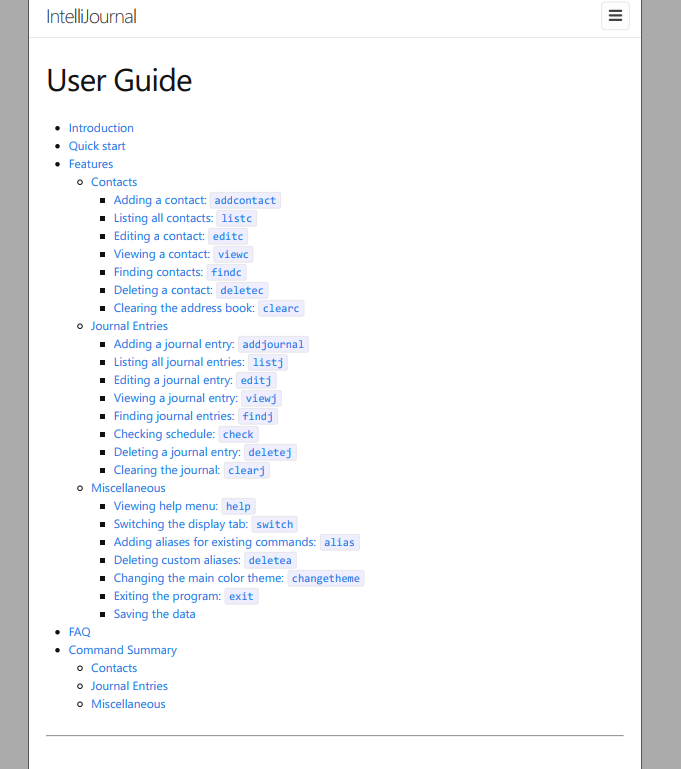 IntelliJournal
User Guide
Introduction
Quick start
Features
Contacts
Adding a contact: addcontact
Listing all contacts: listc
Editing a contact: editc
Viewing a contact: viewc
Finding contacts: findc
Deleting a contact: deletec
Clearing the address book: clearc
Journal Entries
Adding a journal entry: addjournal
Listing all journal entries: listj
Editing a journal entry: editj
Viewing a journal entry: viewj
Finding journal entries: findj
Checking schedule: check
Deleting a journal entry: deletej
Clearing the journal: clearj
Miscellaneous
Viewing help menu: help
Switching the display tab: switch
Adding aliases for existing commands: alias
Deleting custom aliases: deletea
Changing the main color theme: changetheme
Exiting the program: exit
Saving the data
FAQ
Command Summary
Contacts
Journal Entries
Miscellaneous